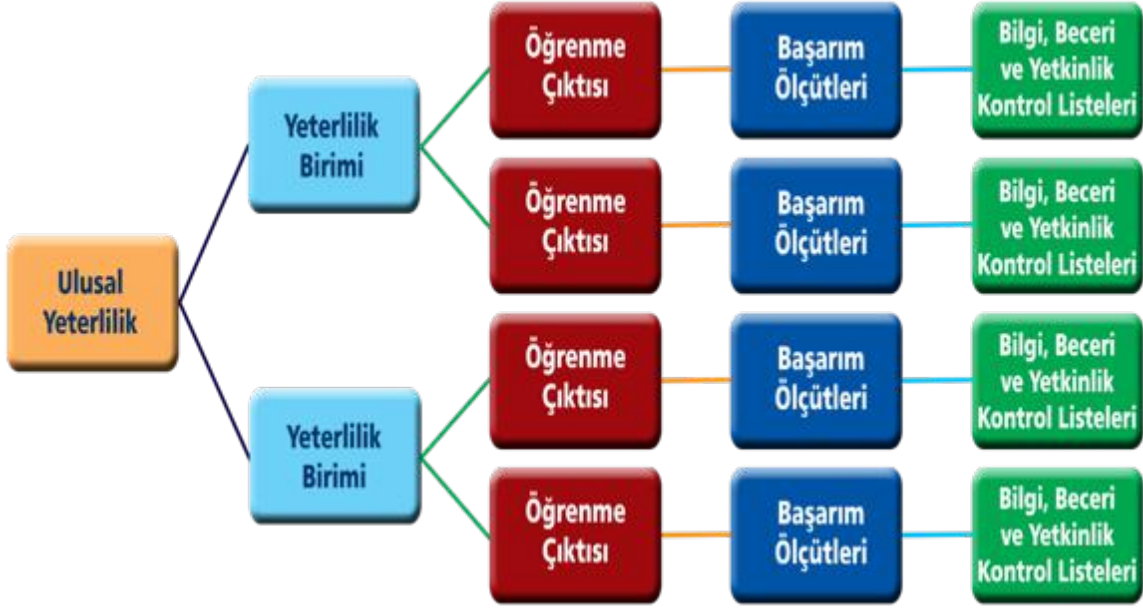 Ulusal
Yeterlilik
Yeterlilik
Birimi
Öğrenme
Çıktısı
Başarım
Ölçütleri
Bilgi, Beceri
ve Yetkinlik
Kontrol Listeleri
Öğrenme
Çıktısı
Başarım
Ölçütleri
Bilgi, Beceri
ve Yetkinlik
Kontrol Listeleri
Yeterlilik
Birimi
Öğrenme
Çıktısı
Başarım
Ölçütleri
Bilgi, Beceri
ve Yetkinlik
Kontrol Listeleri
Öğrenme
Çıktısı
Başarım
Ölçütleri
Bilgi, Beceri
ve Yetkinlik
Kontrol Listeleri